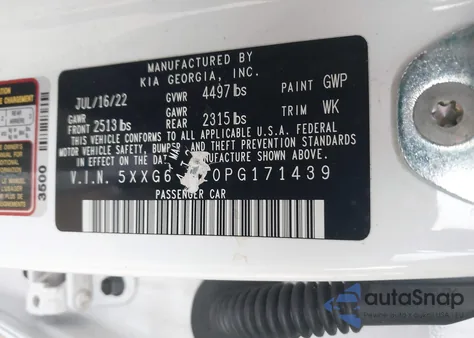 MANUFACTURED BY
KIA GEORGIA, INC.
JUL/16/22 GVWR 4497 lbs PAINT GWP
GAWR FRONT 2513 lbs GAWR REAR 2315 lbs TRIM WK
THIS VEHICLE CONFORMS TO ALL APPLICABLE U.S.A. FEDERAL
MOTOR VEHICLE SAFETY, BUMPER, AND THEFT PREVENTION STANDARDS
IN EFFECT ON THE DATE OF MANUFACTURE SHOWN ABOVE.
V.I.N. 5XXG6 0PG171439
PASSENGER CAR
3500
autoSnap